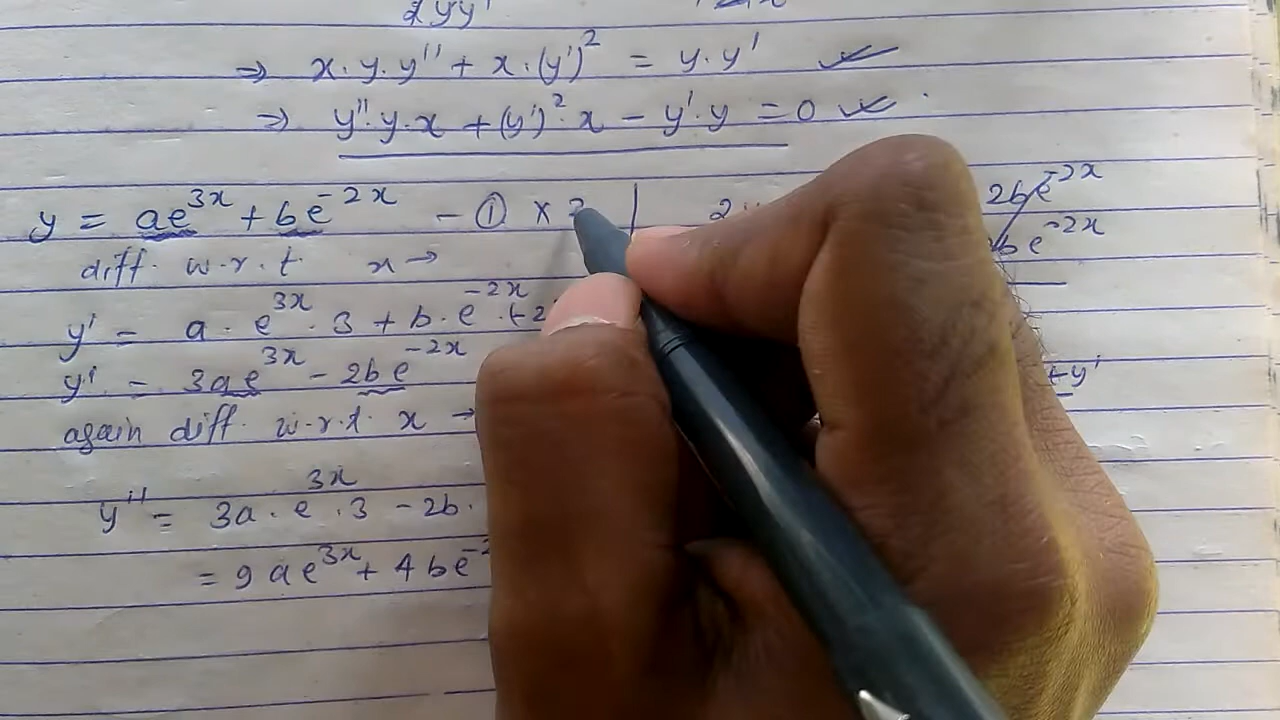 2yy'
⇒ x·y·y'' + x·(y')² = y·y'
⇒ y''·y·x + (y')²·x - y'·y = 0
y = ae^3x + be^-2x - ① ×
diff. w.r.t x →
y' = a·e^3x·3 + b·e^-2x·(-2
y' = 3ae^3x - 2be^-2x
again diff. w.r.t. x →
y'' = 3a·e^3x·3 - 2b·
= 9ae^3x + 4be^-2
2be^-2x
be^-2x
+y'